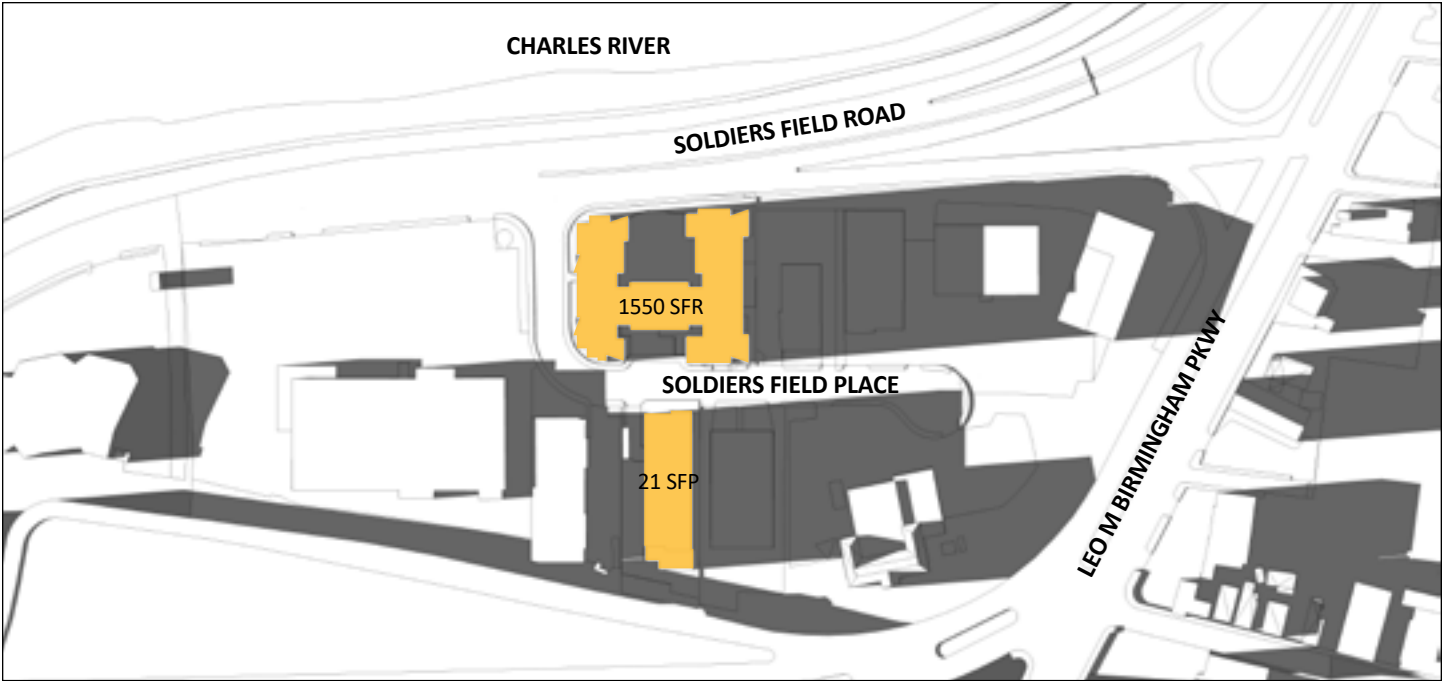 CHARLES RIVER
SOLDIERS FIELD ROAD
1550 SFR
SOLDIERS FIELD PLACE
21 SFP
LEO M BIRMINGHAM PKWY